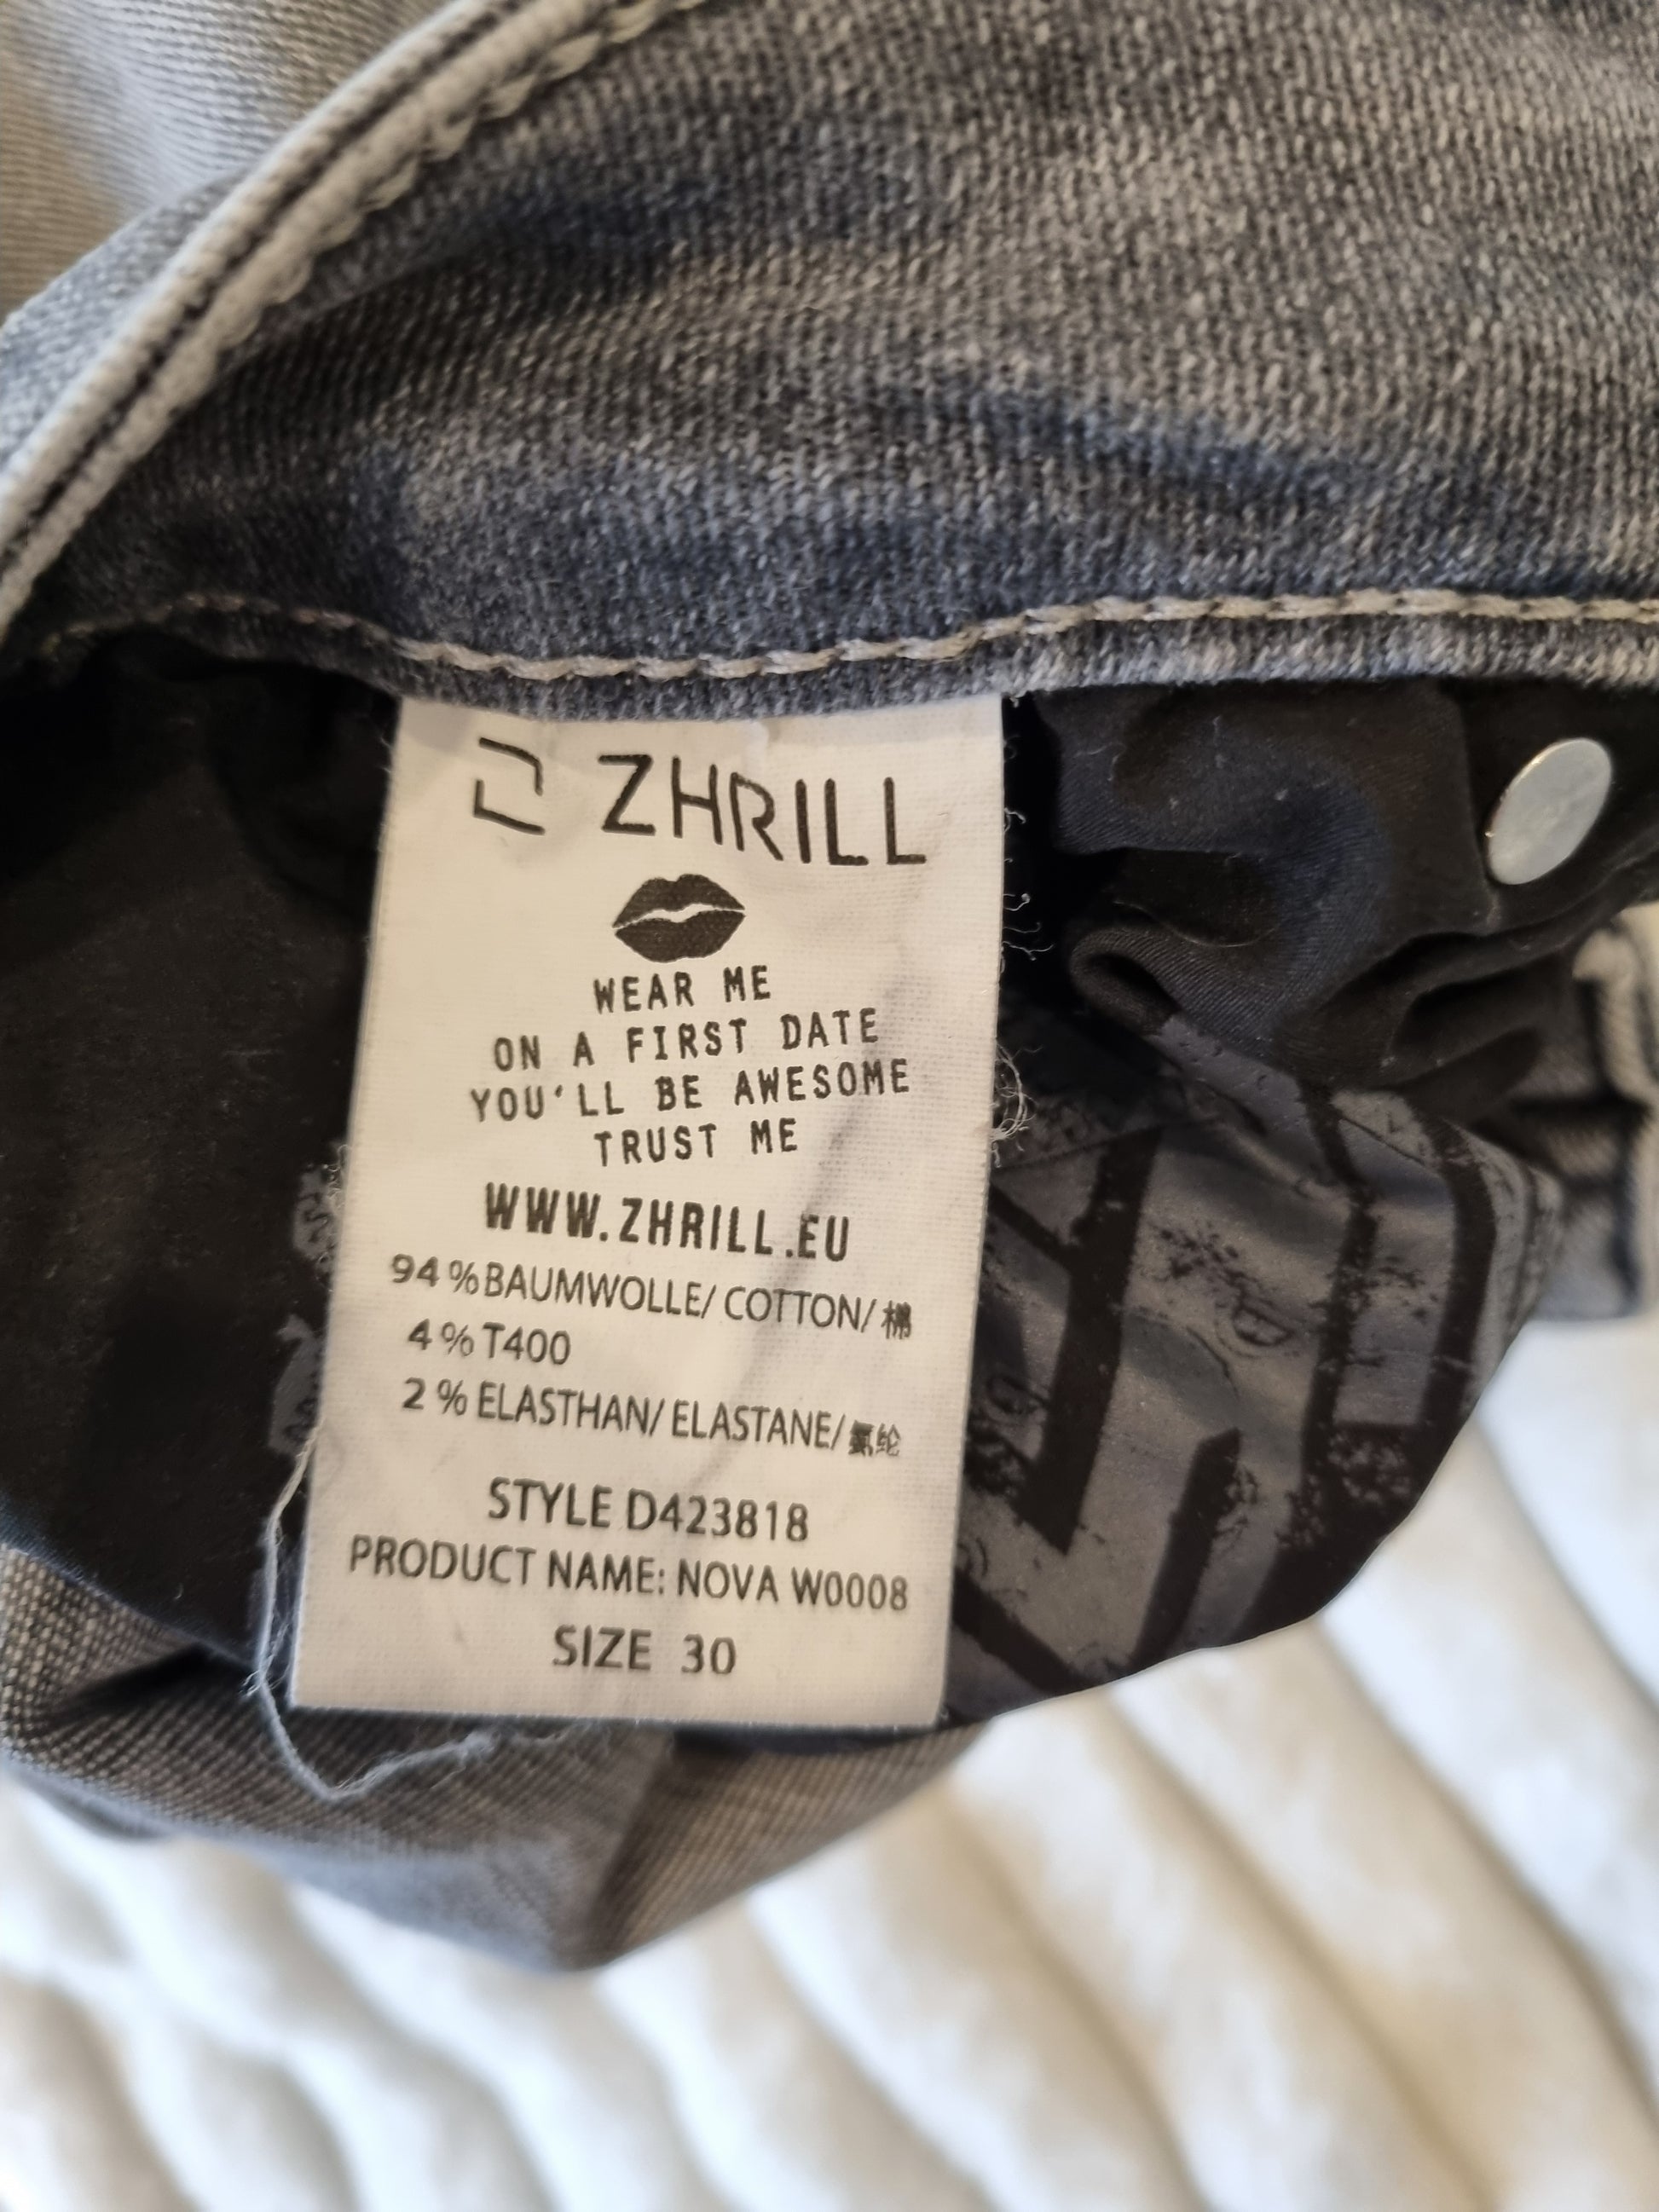 ZHRILL
WEAR ME
ON A FIRST DATE
YOU'LL BE AWESOME
TRUST ME
WWW.ZHRILL.EU
94 % BAUMWOLLE/ COTTON/ 棉
4 % T400
2 % ELASTHAN/ ELASTANE/ 氨纶
STYLE D423818
PRODUCT NAME: NOVA W0008
SIZE 30